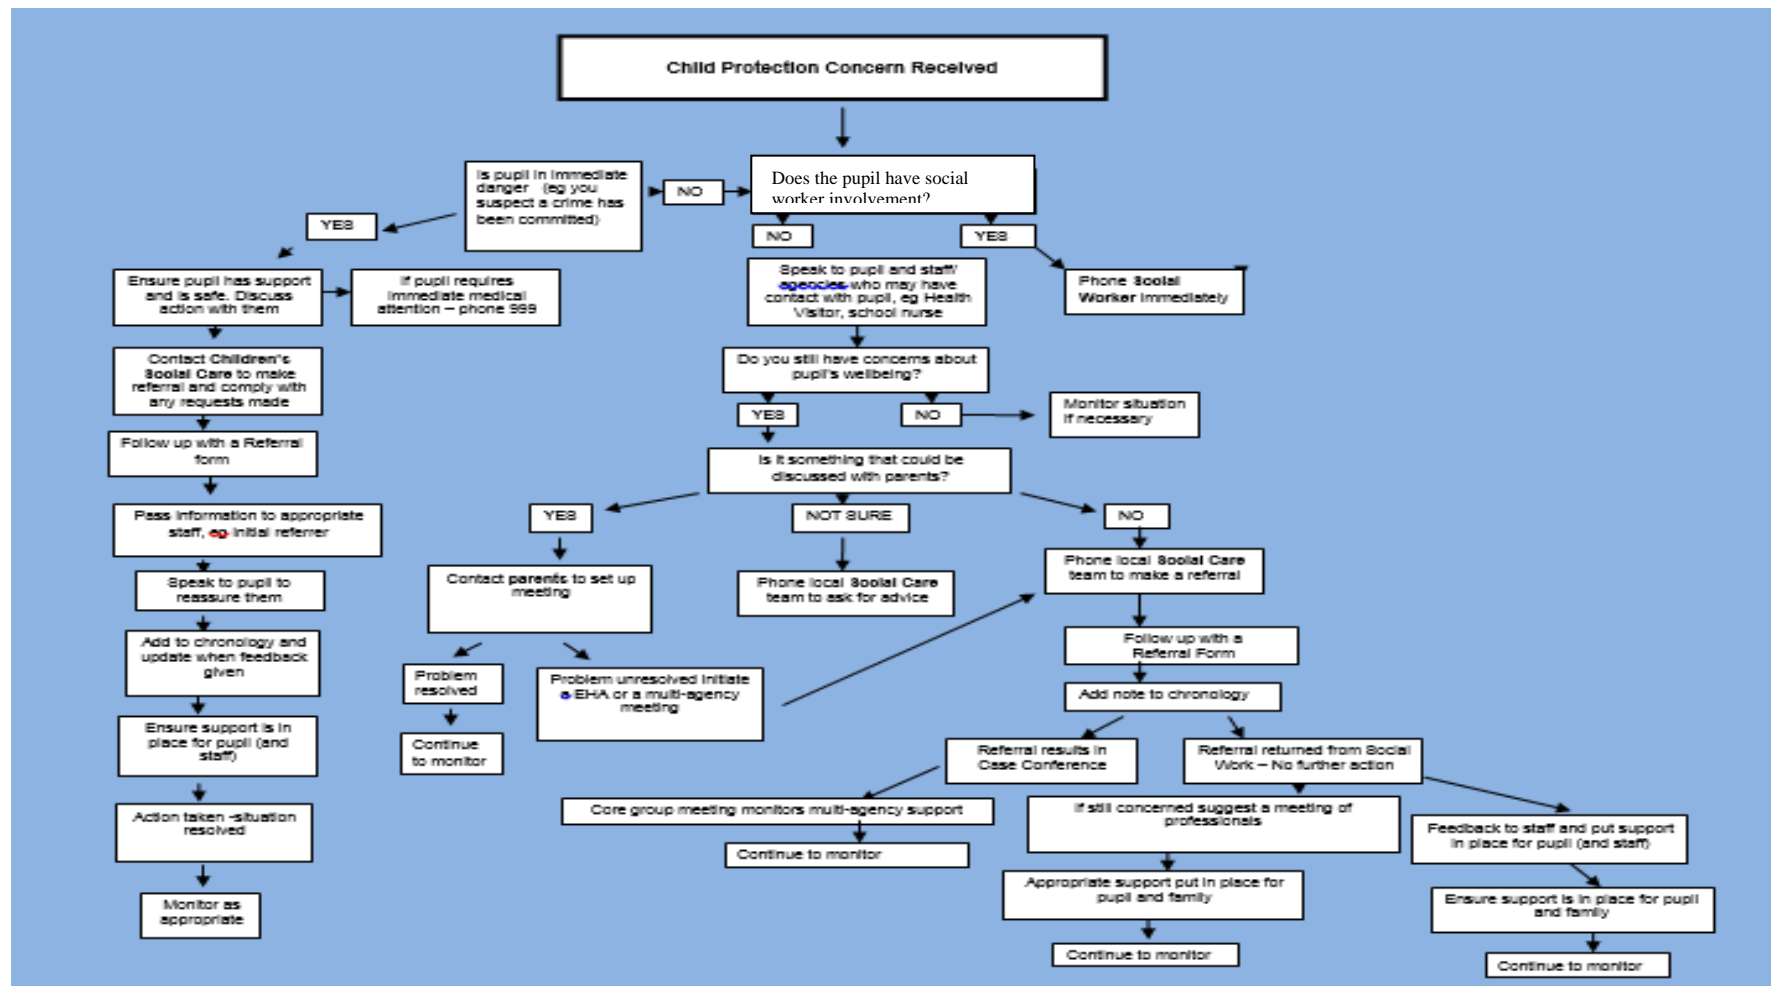 Child Protection Concern Received
Is pupil in immediate
danger (eg you
suspect a crime has
been committed)
NO
Does the pupil have social
worker involvement?
YES
NO
YES
Ensure pupil has support
and is safe. Discuss
action with them
If pupil requires
immediate medical
attention – phone 999
Speak to pupil and staff/
agencies who may have
contact with pupil, eg Health
Visitor, school nurse
Phone Social
Worker immediately
Contact Children's
Social Care to make
referral and comply with
any requests made
Do you still have concerns about
pupil's wellbeing?
YES
NO
Monitor situation
if necessary
Follow up with a Referral
form
Is it something that could be
discussed with parents?
Pass information to appropriate
staff, eg initial referrer
YES
NOT SURE
NO
Speak to pupil to
reassure them
Contact parents to set up
meeting
Phone local Social Care
team to ask for advice
Phone local Social Care
team to make a referral
Add to chronology and
update when feedback
given
Follow up with a
Referral Form
Problem
resolved
Problem unresolved initiate
a EHA or a multi-agency
meeting
Add note to chronology
Ensure support is in
place for pupil (and
staff)
Continue
to monitor
Referral results in
Case Conference
Referral returned from Social
Work – No further action
Action taken -situation
resolved
Core group meeting monitors multi-agency support
If still concerned suggest a meeting of
professionals
Feedback to staff and put support
in place for pupil (and staff)
Continue to monitor
Monitor as
appropriate
Appropriate support put in place for
pupil and family
Ensure support is in place for pupil
and family
Continue to monitor
Continue to monitor